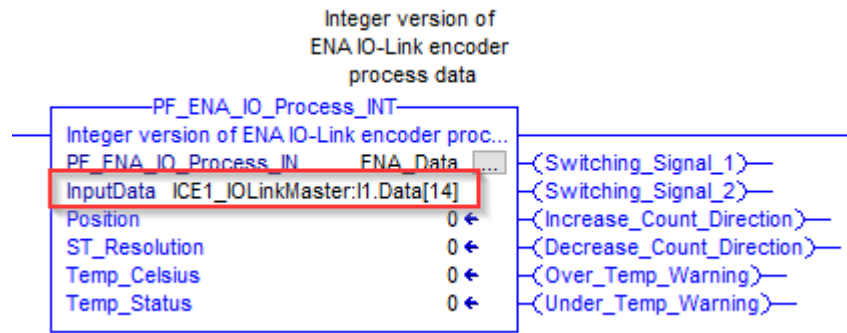 Integer version of
ENA IO-Link encoder
process data
PF_ENA_IO_Process_INT
Integer version of ENA IO-Link encoder proc...
PF_ENA_IO_Process_IN ENA_Data ... Switching_Signal_1
InputData ICE1_IOLinkMaster:I1.Data[14] Switching_Signal_2
Position 0 Increase_Count_Direction
ST_Resolution 0 Decrease_Count_Direction
Temp_Celsius 0 Over_Temp_Warning
Temp_Status 0 Under_Temp_Warning